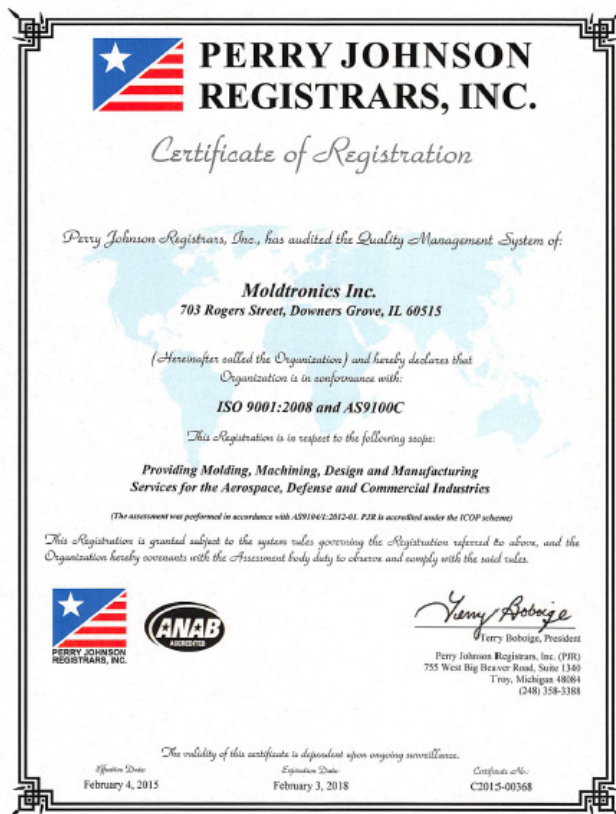 PERRY JOHNSON
REGISTRARS, INC.
Certificate of Registration
Perry Johnson Registrars, Inc., has audited the Quality Management System of:
Moldtronics Inc.
703 Rogers Street, Downers Grove, IL 60515
(Hereinafter called the Organization) and hereby declares that
Organization is in conformance with:
ISO 9001:2008 and AS9100C
This Registration is in respect to the following scope:
Providing Molding, Machining, Design and Manufacturing
Services for the Aerospace, Defense and Commercial Industries
(The assessment was performed in accordance with AS9104/1:2012-01. PJR is accredited under the ICOP scheme)
This Registration is granted subject to the system rules governing the Registration referred to above, and the
Organization hereby covenants with the Assessment body duty to observe and comply with the said rules.
PERRY JOHNSON
REGISTRARS, INC.
ANAB
ACCREDITED
Terry Boboige
Terry Boboige, President
Perry Johnson Registrars, Inc. (PJR)
755 West Big Beaver Road, Suite 1340
Troy, Michigan 48084
(248) 358-3388
The validity of this certificate is dependent upon ongoing surveillance.
Effective Date:
February 4, 2015
Expiration Date:
February 3, 2018
Certificate No:
C2015-00368